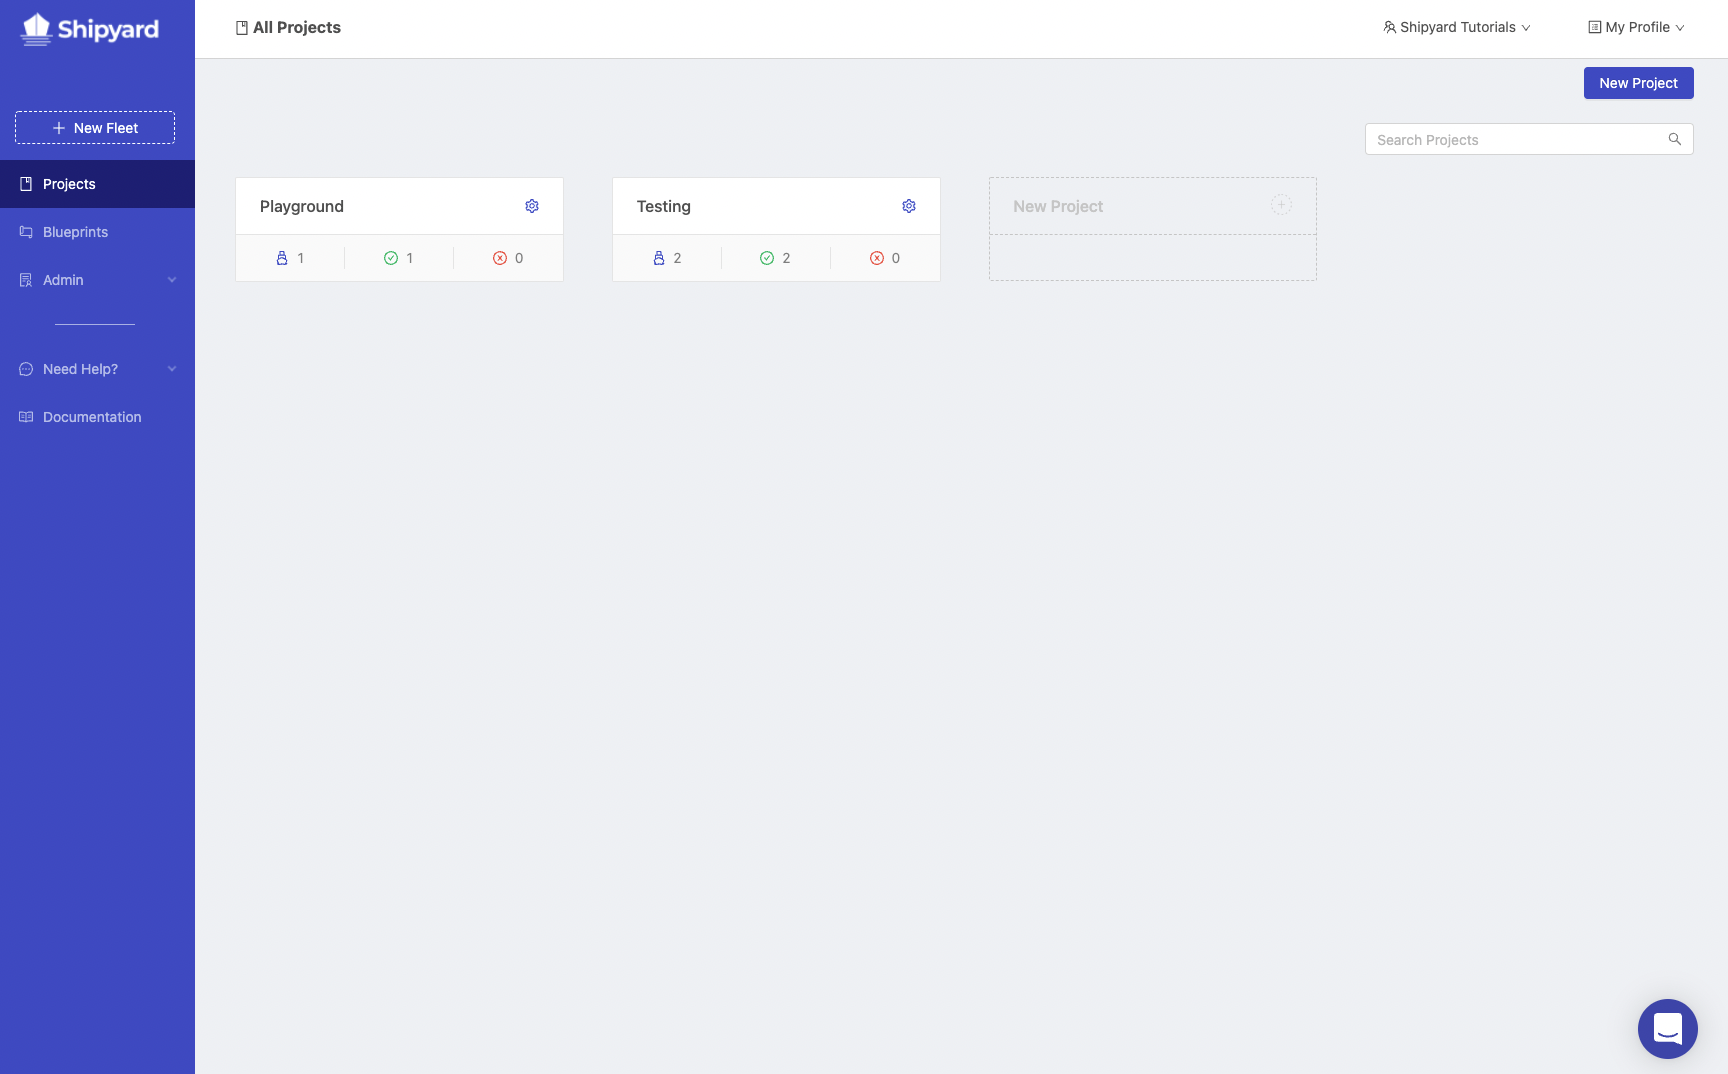 Shipyard
All Projects
Shipyard Tutorials
My Profile
New Project
New Fleet
Search Projects
Projects
Blueprints
Admin
Need Help?
Documentation
Playground
1
1
0
Testing
2
2
0
New Project